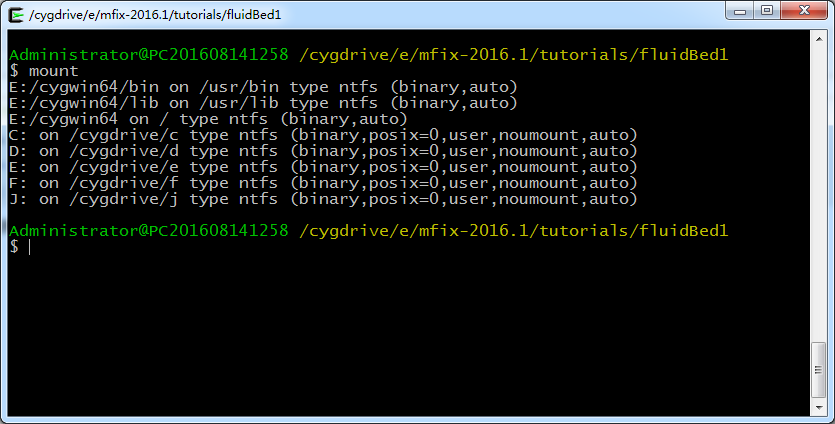 /cygdrive/e/mfix-2016.1/tutorials/fluidBed1
Administrator@PC201608141258 /cygdrive/e/mfix-2016.1/tutorials/fluidBed1
$ mount
E:/cygwin64/bin on /usr/bin type ntfs (binary,auto)
E:/cygwin64/lib on /usr/lib type ntfs (binary,auto)
E:/cygwin64 on / type ntfs (binary,auto)
C: on /cygdrive/c type ntfs (binary,posix=0,user,noumount,auto)
D: on /cygdrive/d type ntfs (binary,posix=0,user,noumount,auto)
E: on /cygdrive/e type ntfs (binary,posix=0,user,noumount,auto)
F: on /cygdrive/f type ntfs (binary,posix=0,user,noumount,auto)
J: on /cygdrive/j type ntfs (binary,posix=0,user,noumount,auto)
Administrator@PC201608141258 /cygdrive/e/mfix-2016.1/tutorials/fluidBed1
$